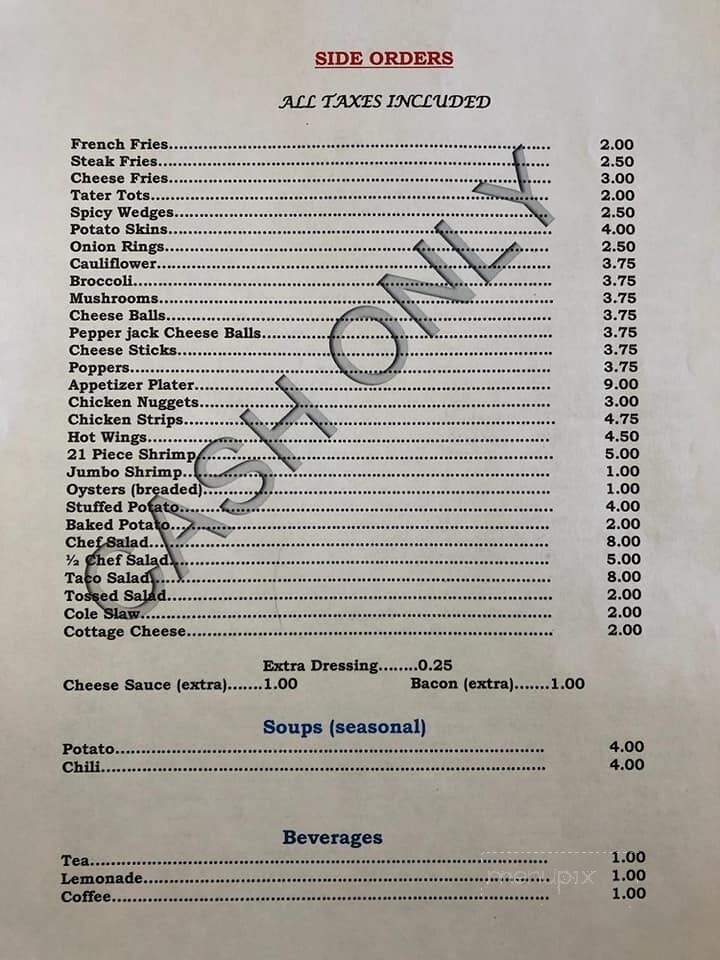 SIDE ORDERS
ALL TAXES INCLUDED
French Fries 2.00
Steak Fries 2.50
Cheese Fries 3.00
Tater Tots 2.00
Spicy Wedges 2.50
Potato Skins 4.00
Onion Rings 2.50
Cauliflower 3.75
Broccoli 3.75
Mushrooms 3.75
Cheese Balls 3.75
Pepper jack Cheese Balls 3.75
Cheese Sticks 3.75
Poppers 3.75
Appetizer Plater 9.00
Chicken Nuggets 3.00
Chicken Strips 4.75
Hot Wings 4.50
21 Piece Shrimp 5.00
Jumbo Shrimp 1.00
Oysters (breaded) 1.00
Stuffed Potato 4.00
Baked Potato 2.00
Chef Salad 8.00
½ Chef Salad 5.00
Taco Salad 8.00
Tossed Salad 2.00
Cole Slaw 2.00
Cottage Cheese 2.00
CASH ONLY
Extra Dressing........0.25
Cheese Sauce (extra).......1.00 Bacon (extra).......1.00
Soups (seasonal)
Potato 4.00
Chili 4.00
Beverages
Tea 1.00
Lemonade 1.00
Coffee 1.00
menupix